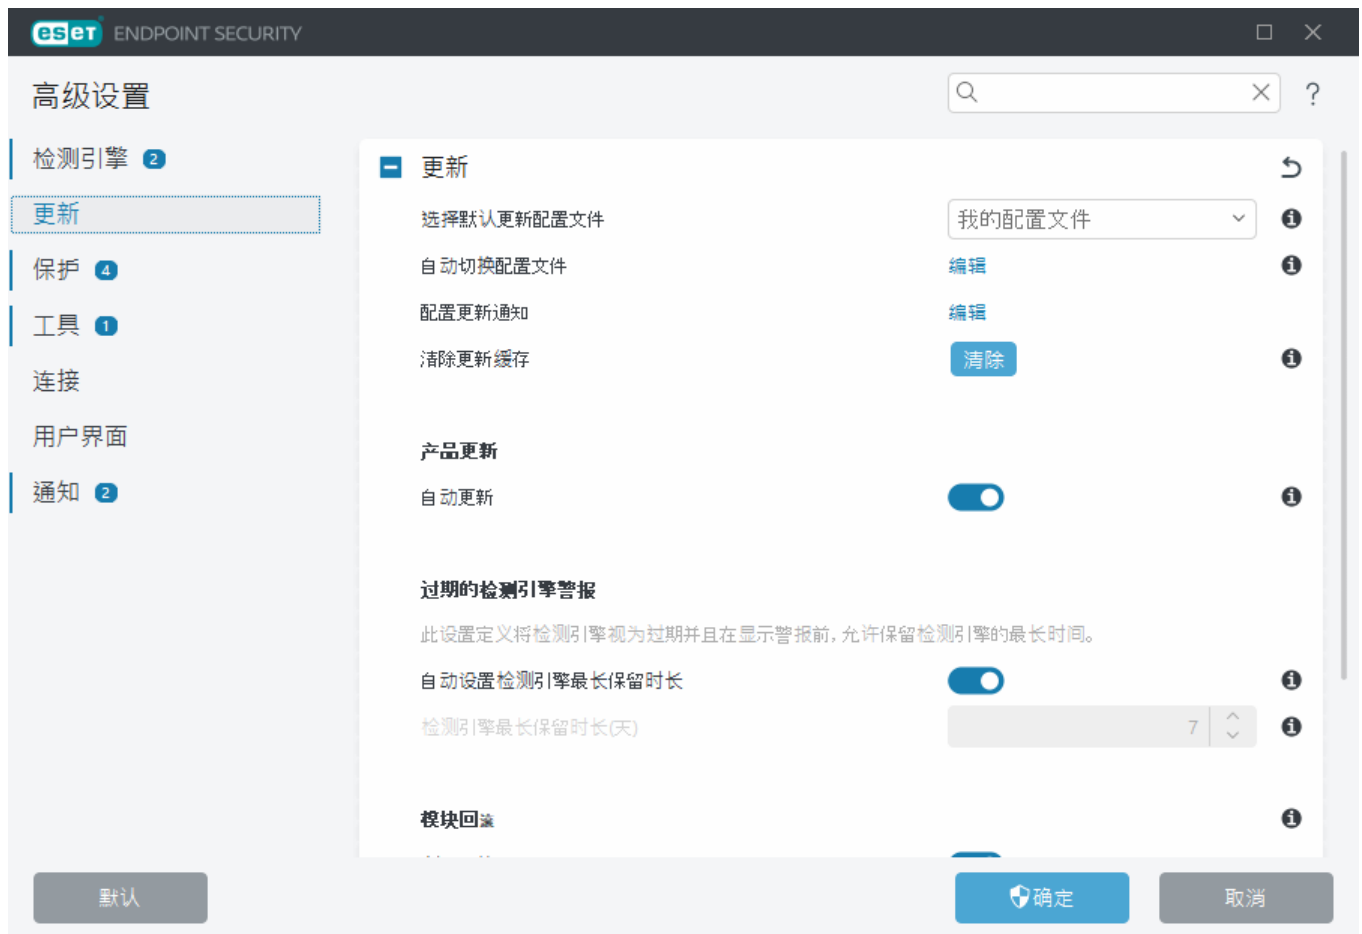 eset ENDPOINT SECURITY
高级设置
?
检测引擎 2
更新
保护 4
工具 1
连接
用户界面
通知 2
更新
选择默认更新配置文件 我的配置文件
自动切换配置文件 编辑
配置更新通知 编辑
清除更新缓存 清除
产品更新
自动更新
过期的检测引擎警报
此设置定义将检测引擎视为过期并且在显示警报前,允许保留检测引擎的最长时间。
自动设置检测引擎最长保留时长
检测引擎最长保留时长(天) 7
模块回滚
默认 确定 取消